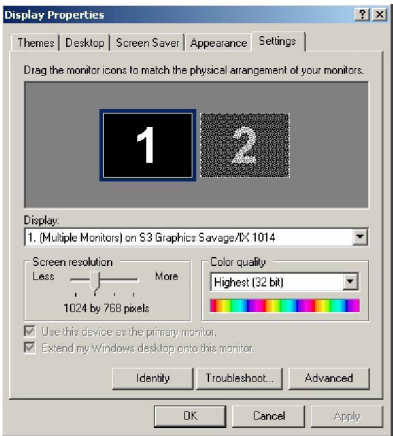 Display Properties
Themes Desktop Screen Saver Appearance Settings
Drag the monitor icons to match the physical arrangement of your monitors.
1 2
Display:
1. (Multiple Monitors) on S3 Graphics Savage/IX 1014
Screen resolution
Less More
1024 by 768 pixels
Color quality
Highest (32 bit)
Use this device as the primary monitor.
Extend my Windows desktop onto this monitor.
Identify Troubleshoot... Advanced
OK Cancel Apply